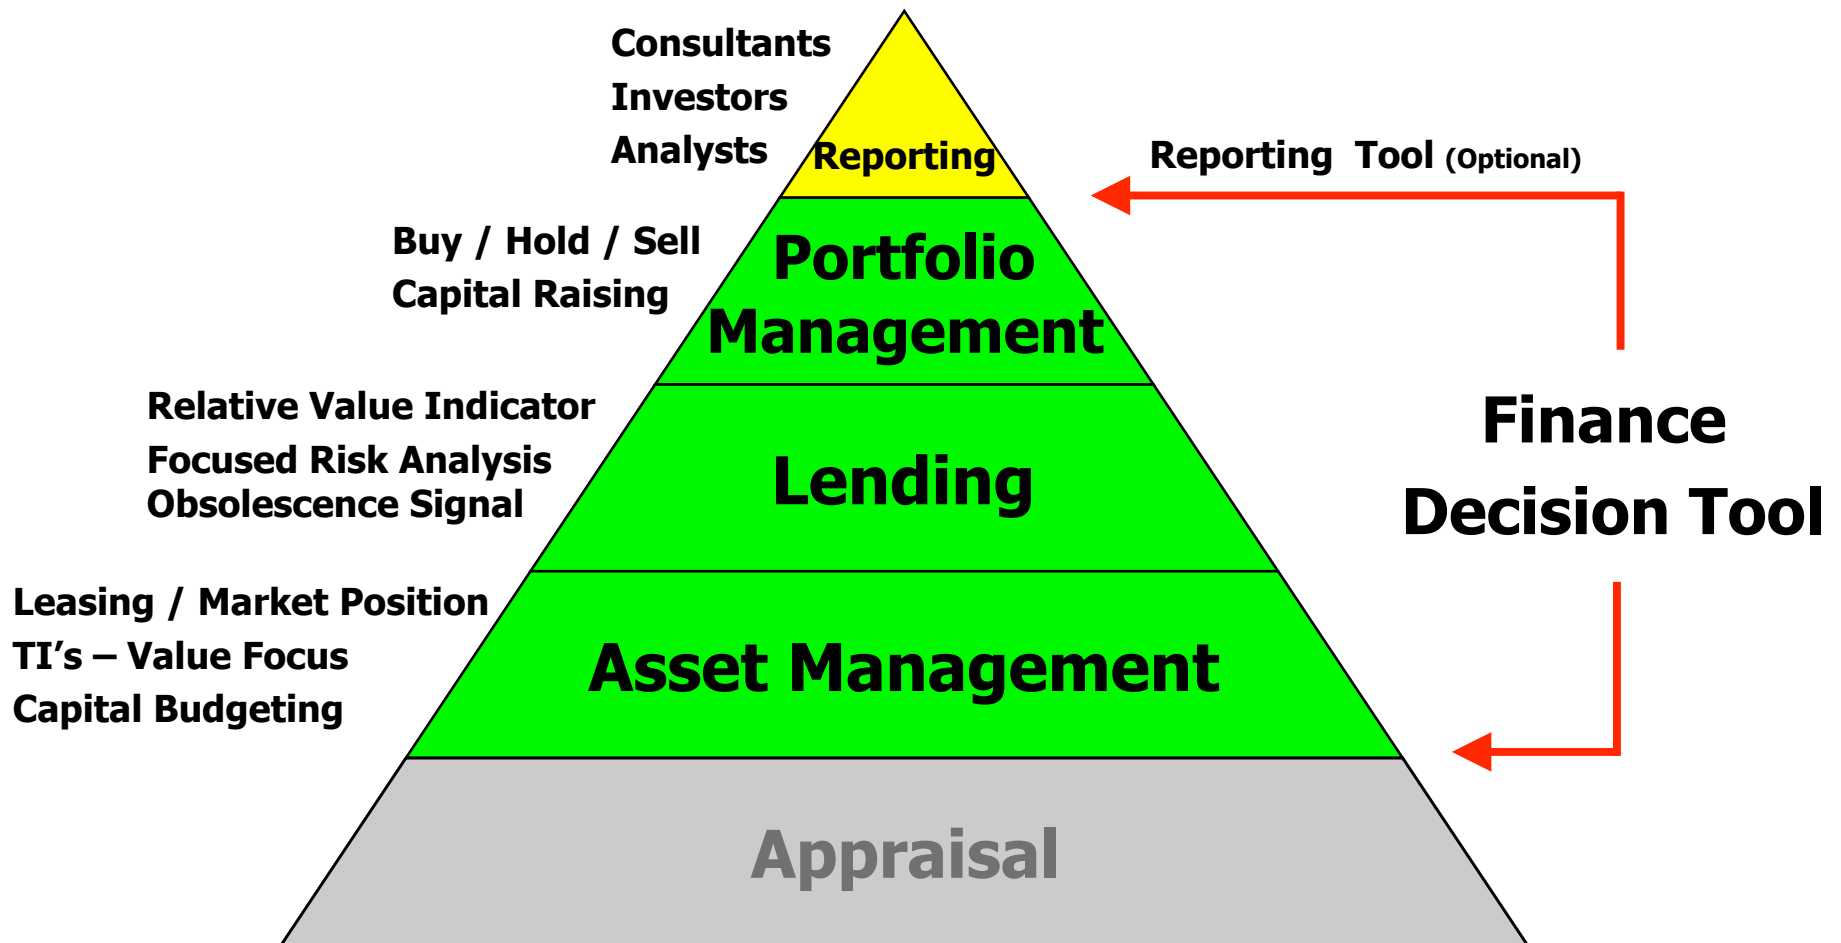 Consultants
Investors
Analysts
Reporting
Reporting Tool (Optional)
Buy / Hold / Sell
Capital Raising
Portfolio
Management
Relative Value Indicator
Focused Risk Analysis
Obsolescence Signal
Lending
Finance
Decision Tool
Leasing / Market Position
TI’s – Value Focus
Capital Budgeting
Asset Management
Appraisal